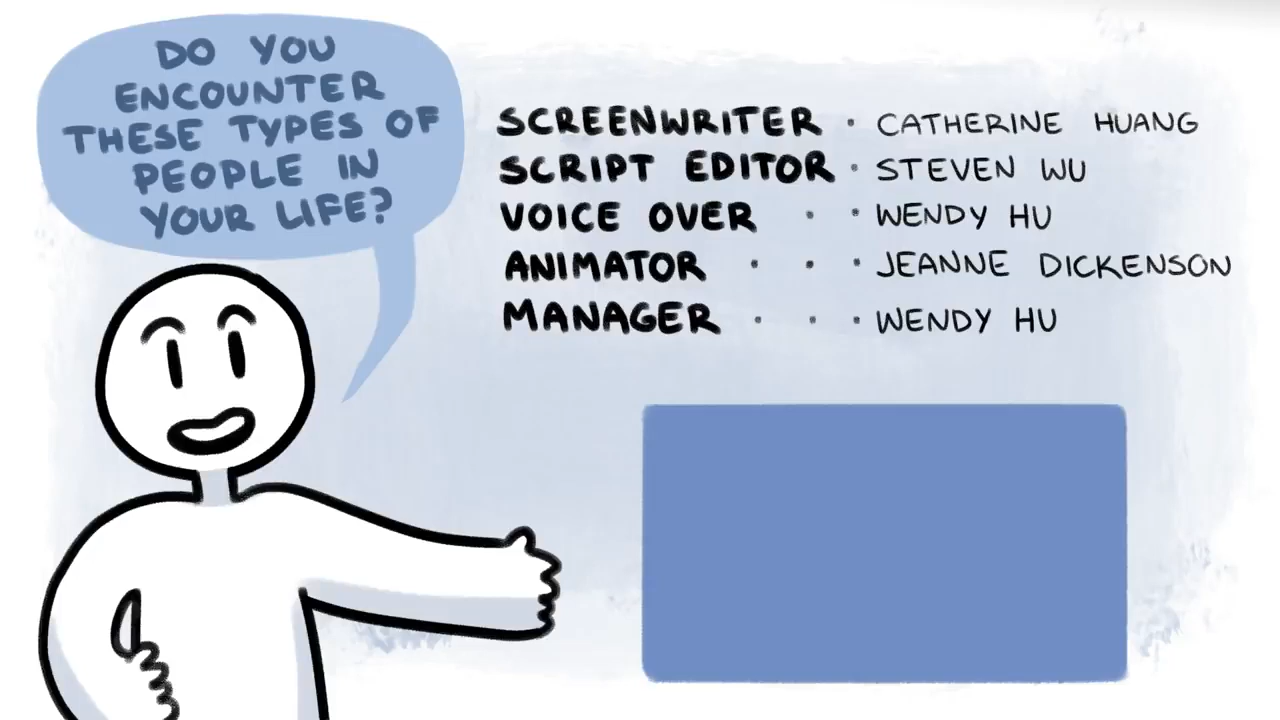 DO YOU
ENCOUNTER
THESE TYPES OF
PEOPLE IN
YOUR LIFE?
SCREENWRITER · CATHERINE HUANG
SCRIPT EDITOR · STEVEN WU
VOICE OVER · · WENDY HU
ANIMATOR · · · JEANNE DICKENSON
MANAGER · · · WENDY HU